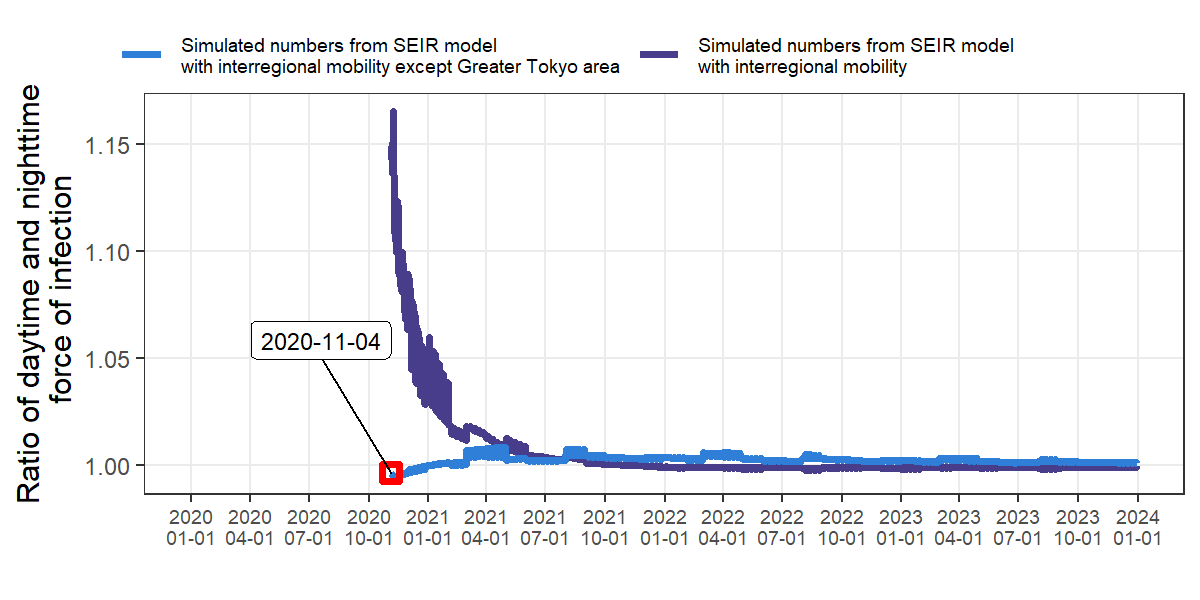 Simulated numbers from SEIR model
with interregional mobility except Greater Tokyo area
Simulated numbers from SEIR model
with interregional mobility
Ratio of daytime and nighttime
force of infection
1.15
1.10
1.05
1.00
2020-11-04
2020 2020 2020 2020 2021 2021 2021 2021 2022 2022 2022 2022 2023 2023 2023 2023 2024
01-01 04-01 07-01 10-01 01-01 04-01 07-01 10-01 01-01 04-01 07-01 10-01 01-01 04-01 07-01 10-01 01-01